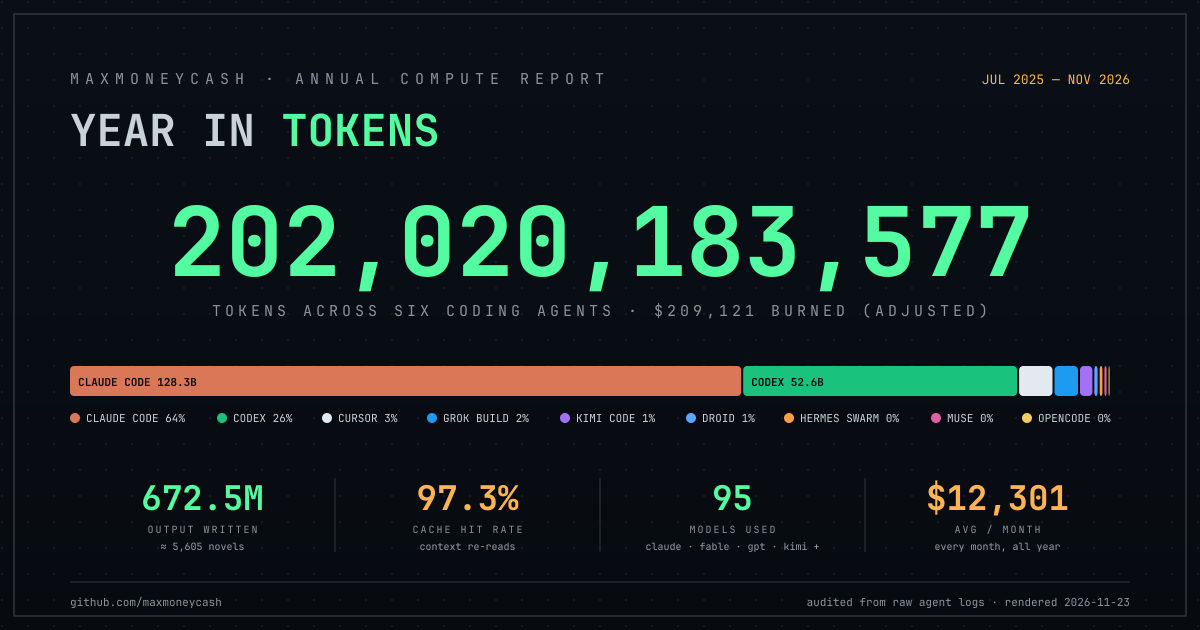 MAXMONEYCASH · ANNUAL COMPUTE REPORT
JUL 2025 — NOV 2026
YEAR IN TOKENS
202,020,183,577
TOKENS ACROSS SIX CODING AGENTS · $209,121 BURNED (ADJUSTED)
CLAUDE CODE 128.3B
CODEX 52.6B
CLAUDE CODE 64%
CODEX 26%
CURSOR 3%
GROK BUILD 2%
KIMI CODE 1%
DROID 1%
HERMES SWARM 0%
MUSE 0%
OPENCODE 0%
672.5M
OUTPUT WRITTEN
≈ 5,605 novels
97.3%
CACHE HIT RATE
context re-reads
95
MODELS USED
claude · fable · gpt · kimi +
$12,301
AVG / MONTH
every month, all year
github.com/maxmoneycash
audited from raw agent logs · rendered 2026-11-23